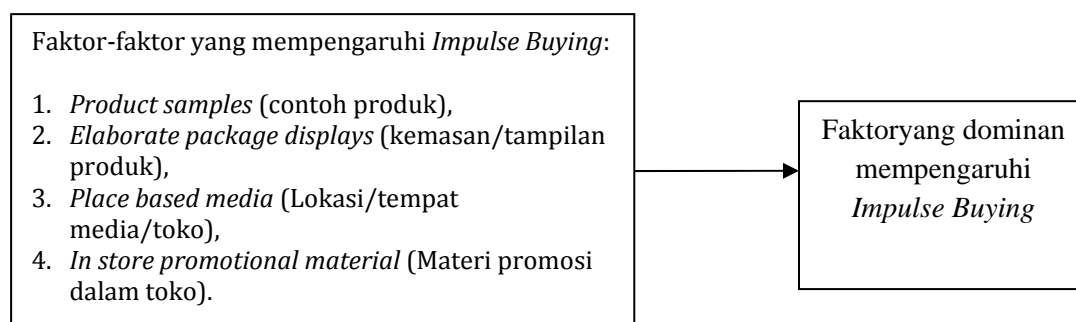 Faktor-faktor yang mempengaruhi Impulse Buying:
1. Product samples (contoh produk),
2. Elaborate package displays (kemasan/tampilan
produk),
3. Place based media (Lokasi/tempat
media/toko),
4. In store promotional material (Materi promosi
dalam toko).
Faktoryang dominan
mempengaruhi
Impulse Buying